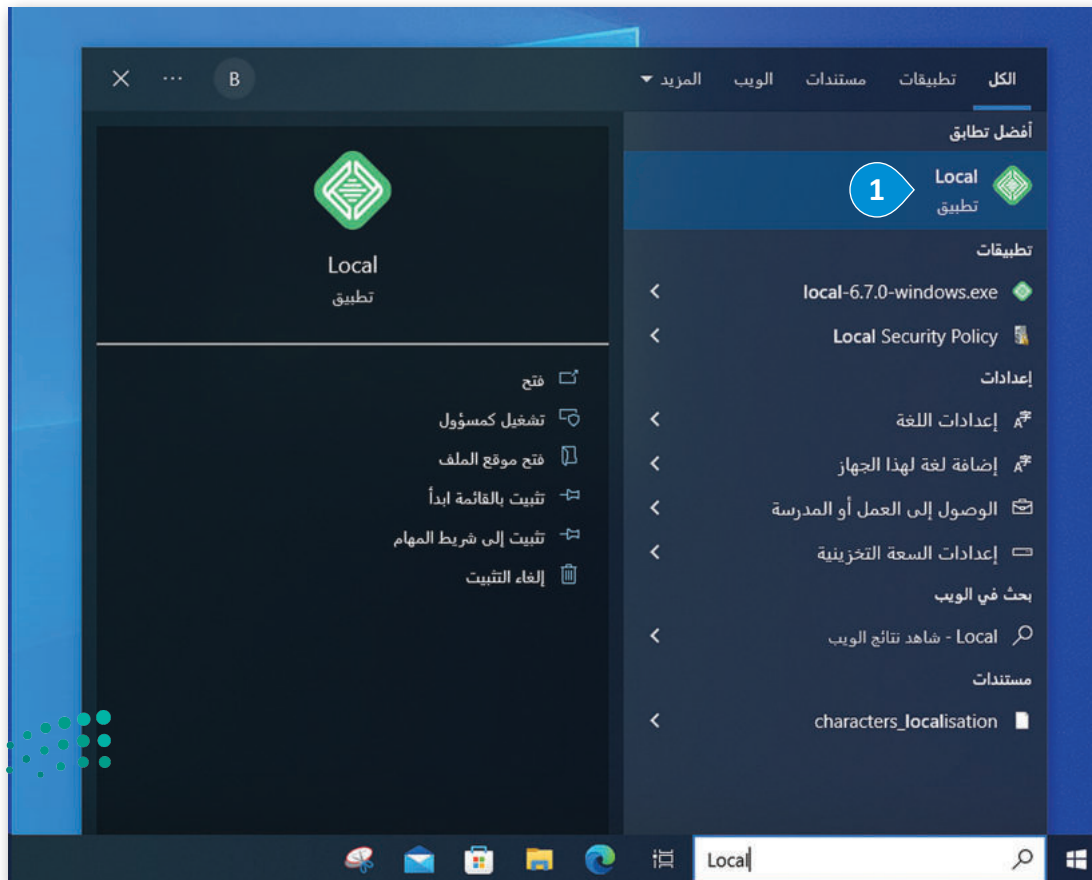 الكل تطبيقات مستندات الويب المزيد
B
أفضل تطابق
Local
تطبيق
1
تطبيقات
local-6.7.0-windows.exe
Local Security Policy
إعدادات
إعدادات اللغة
إضافة لغة لهذا الجهاز
الوصول إلى العمل أو المدرسة
إعدادات السعة التخزينية
بحث في الويب
Local - شاهد نتائج الويب
مستندات
characters_localisation
Local
تطبيق
فتح
تشغيل كمسؤول
فتح موقع الملف
تثبيت بالقائمة ابدأ
تثبيت إلى شريط المهام
إلغاء التثبيت
Local